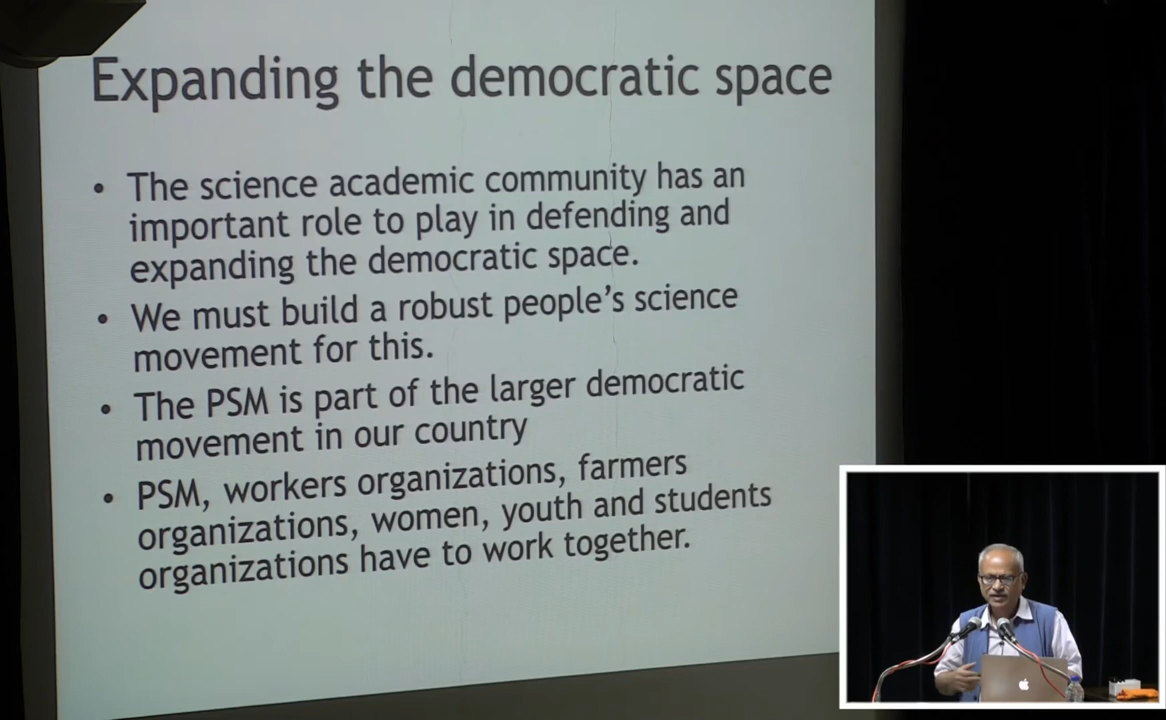 Expanding the democratic space
• The science academic community has an
important role to play in defending and
expanding the democratic space.
• We must build a robust people's science
movement for this.
• The PSM is part of the larger democratic
movement in our country
• PSM, workers organizations, farmers
organizations, women, youth and students
organizations have to work together.